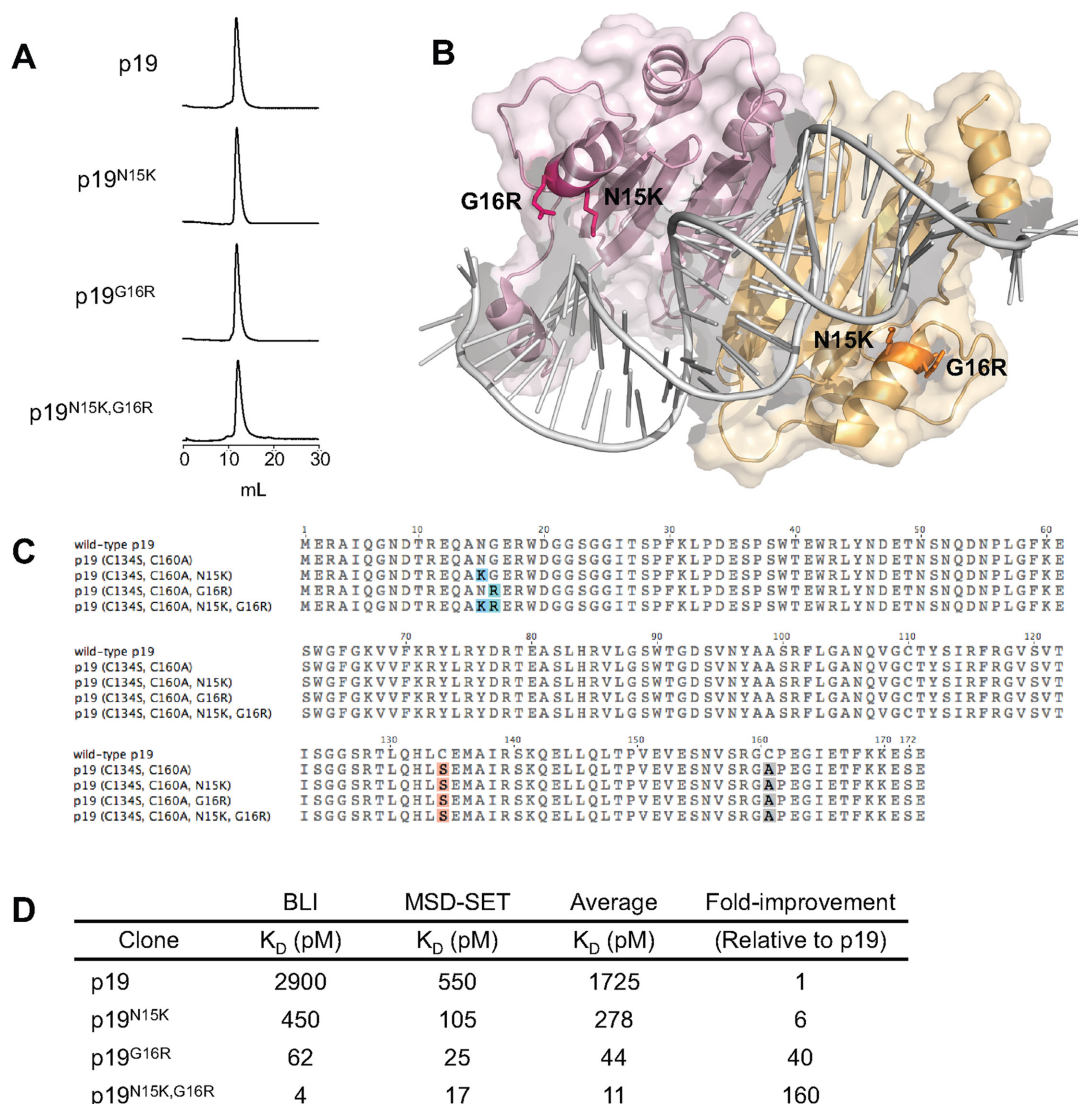 A
p19
p19N15K
p19G16R
p19N15K,G16R
0 10 20 30
mL
B
G16R
N15K
N15K
G16R
C
1 10 20 30 40 50 60
wild-type p19 MERAIQGNDTREQANGERWDGGSGGITSPFKLPDESPSWTEWRLYNDETNSNQDNPLGFKE
p19 (C134S, C160A) MERAIQGNDTREQANGERWDGGSGGITSPFKLPDESPSWTEWRLYNDETNSNQDNPLGFKE
p19 (C134S, C160A, N15K) MERAIQGNDTREQAKGERWDGGSGGITSPFKLPDESPSWTEWRLYNDETNSNQDNPLGFKE
p19 (C134S, C160A, G16R) MERAIQGNDTREQANRERWDGGSGGITSPFKLPDESPSWTEWRLYNDETNSNQDNPLGFKE
p19 (C134S, C160A, N15K, G16R) MERAIQGNDTREQAKRERWDGGSGGITSPFKLPDESPSWTEWRLYNDETNSNQDNPLGFKE
70 80 90 100 110 120
wild-type p19 SWGFGKVVFKRYLRYDRTEASLHRVLGSWTGDSVNYAASRFLGANQVGCTYSIRFRGVSVT
p19 (C134S, C160A) SWGFGKVVFKRYLRYDRTEASLHRVLGSWTGDSVNYAASRFLGANQVGCTYSIRFRGVSVT
p19 (C134S, C160A, N15K) SWGFGKVVFKRYLRYDRTEASLHRVLGSWTGDSVNYAASRFLGANQVGCTYSIRFRGVSVT
p19 (C134S, C160A, G16R) SWGFGKVVFKRYLRYDRTEASLHRVLGSWTGDSVNYAASRFLGANQVGCTYSIRFRGVSVT
p19 (C134S, C160A, N15K, G16R) SWGFGKVVFKRYLRYDRTEASLHRVLGSWTGDSVNYAASRFLGANQVGCTYSIRFRGVSVT
130 140 150 160 170 172
wild-type p19 ISGGSRTLQHLCEMAIRSKQELLQLTPVEVESNVSRGCPEGIETFKKESE
p19 (C134S, C160A) ISGGSRTLQHLSEMAIRSKQELLQLTPVEVESNVSRGAPEGIETFKKESE
p19 (C134S, C160A, N15K) ISGGSRTLQHLSEMAIRSKQELLQLTPVEVESNVSRGAPEGIETFKKESE
p19 (C134S, C160A, G16R) ISGGSRTLQHLSEMAIRSKQELLQLTPVEVESNVSRGAPEGIETFKKESE
p19 (C134S, C160A, N15K, G16R) ISGGSRTLQHLSEMAIRSKQELLQLTPVEVESNVSRGAPEGIETFKKESE
D
BLI MSD-SET Average Fold-improvement
Clone KD (pM) KD (pM) KD (pM) (Relative to p19)
p19 2900 550 1725 1
p19N15K 450 105 278 6
p19G16R 62 25 44 40
p19N15K,G16R 4 17 11 160